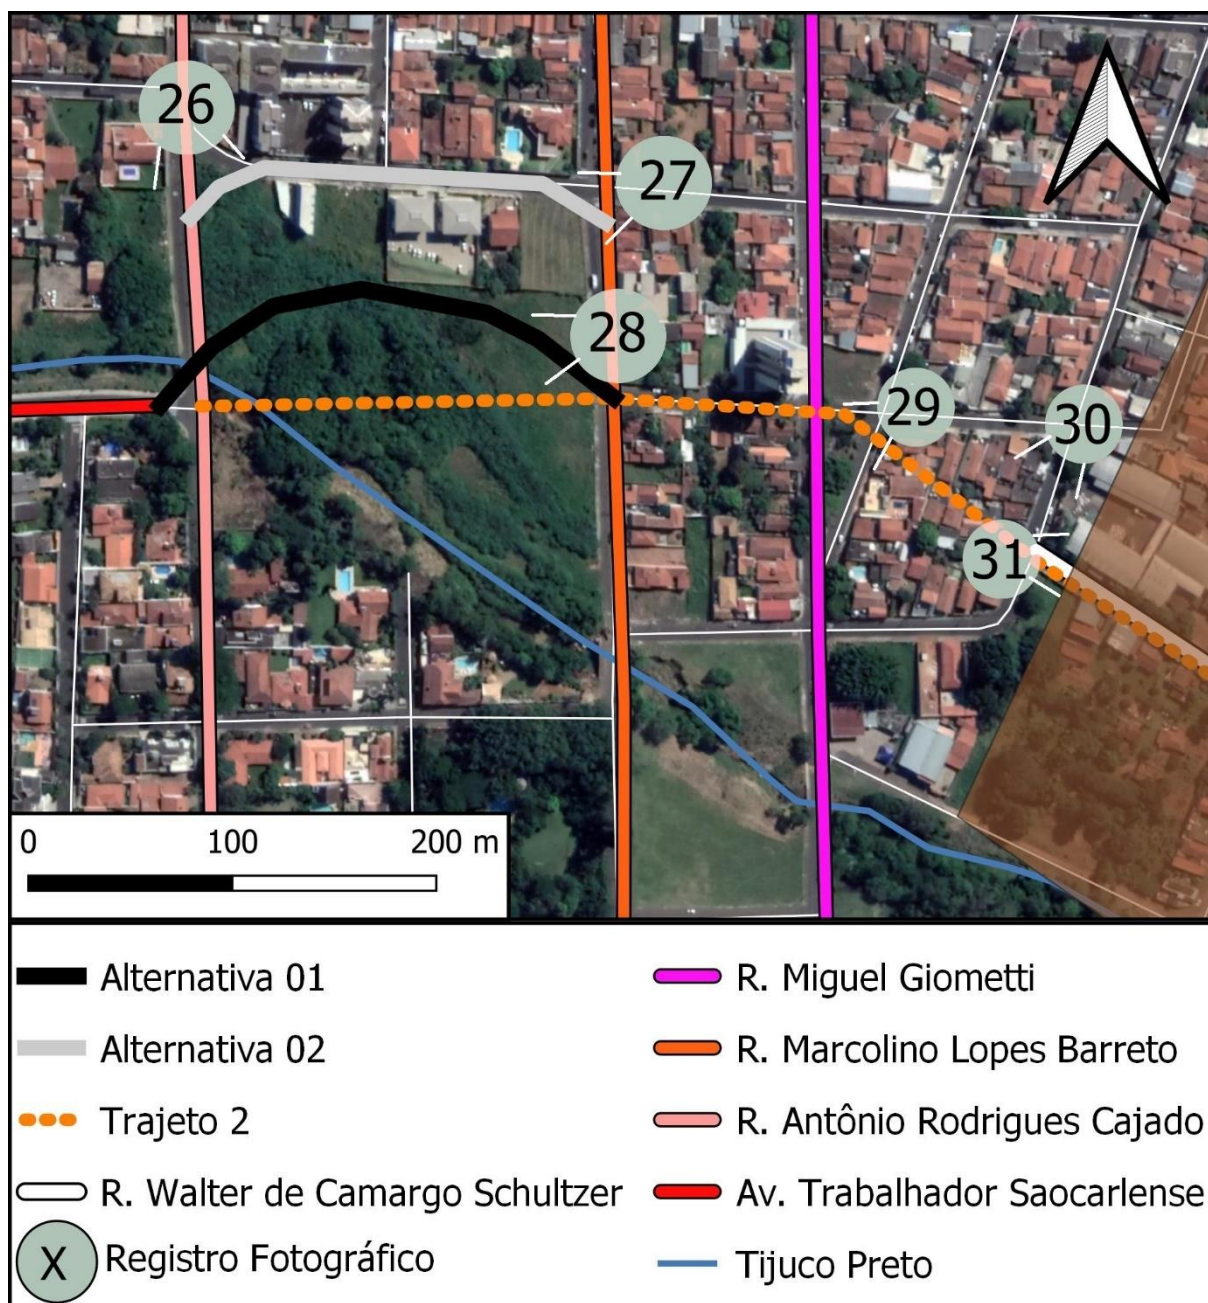 26
27
28
29
30
31
0 100 200 m
Alternativa 01
Alternativa 02
Trajeto 2
R. Walter de Camargo Schultzer
X Registro Fotográfico
R. Miguel Giometti
R. Marcolino Lopes Barreto
R. Antônio Rodrigues Cajado
Av. Trabalhador Saocarlense
Tijuco Preto